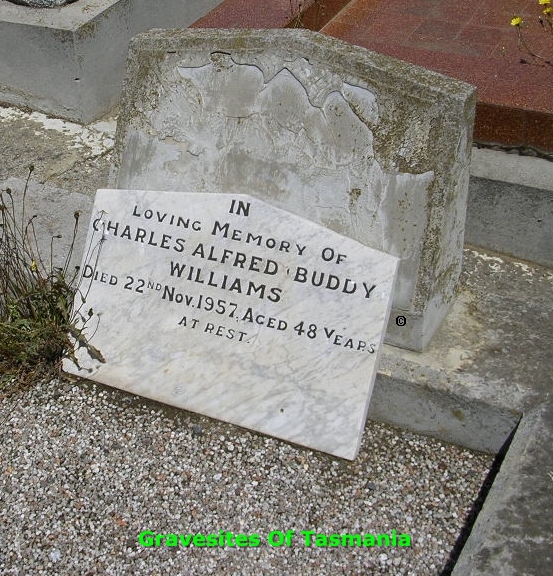 IN
LOVING MEMORY OF
CHARLES ALFRED (BUDDY)
WILLIAMS
DIED 22ND NOV. 1957, AGED 48 YEARS
AT REST.
©
Gravesites Of Tasmania